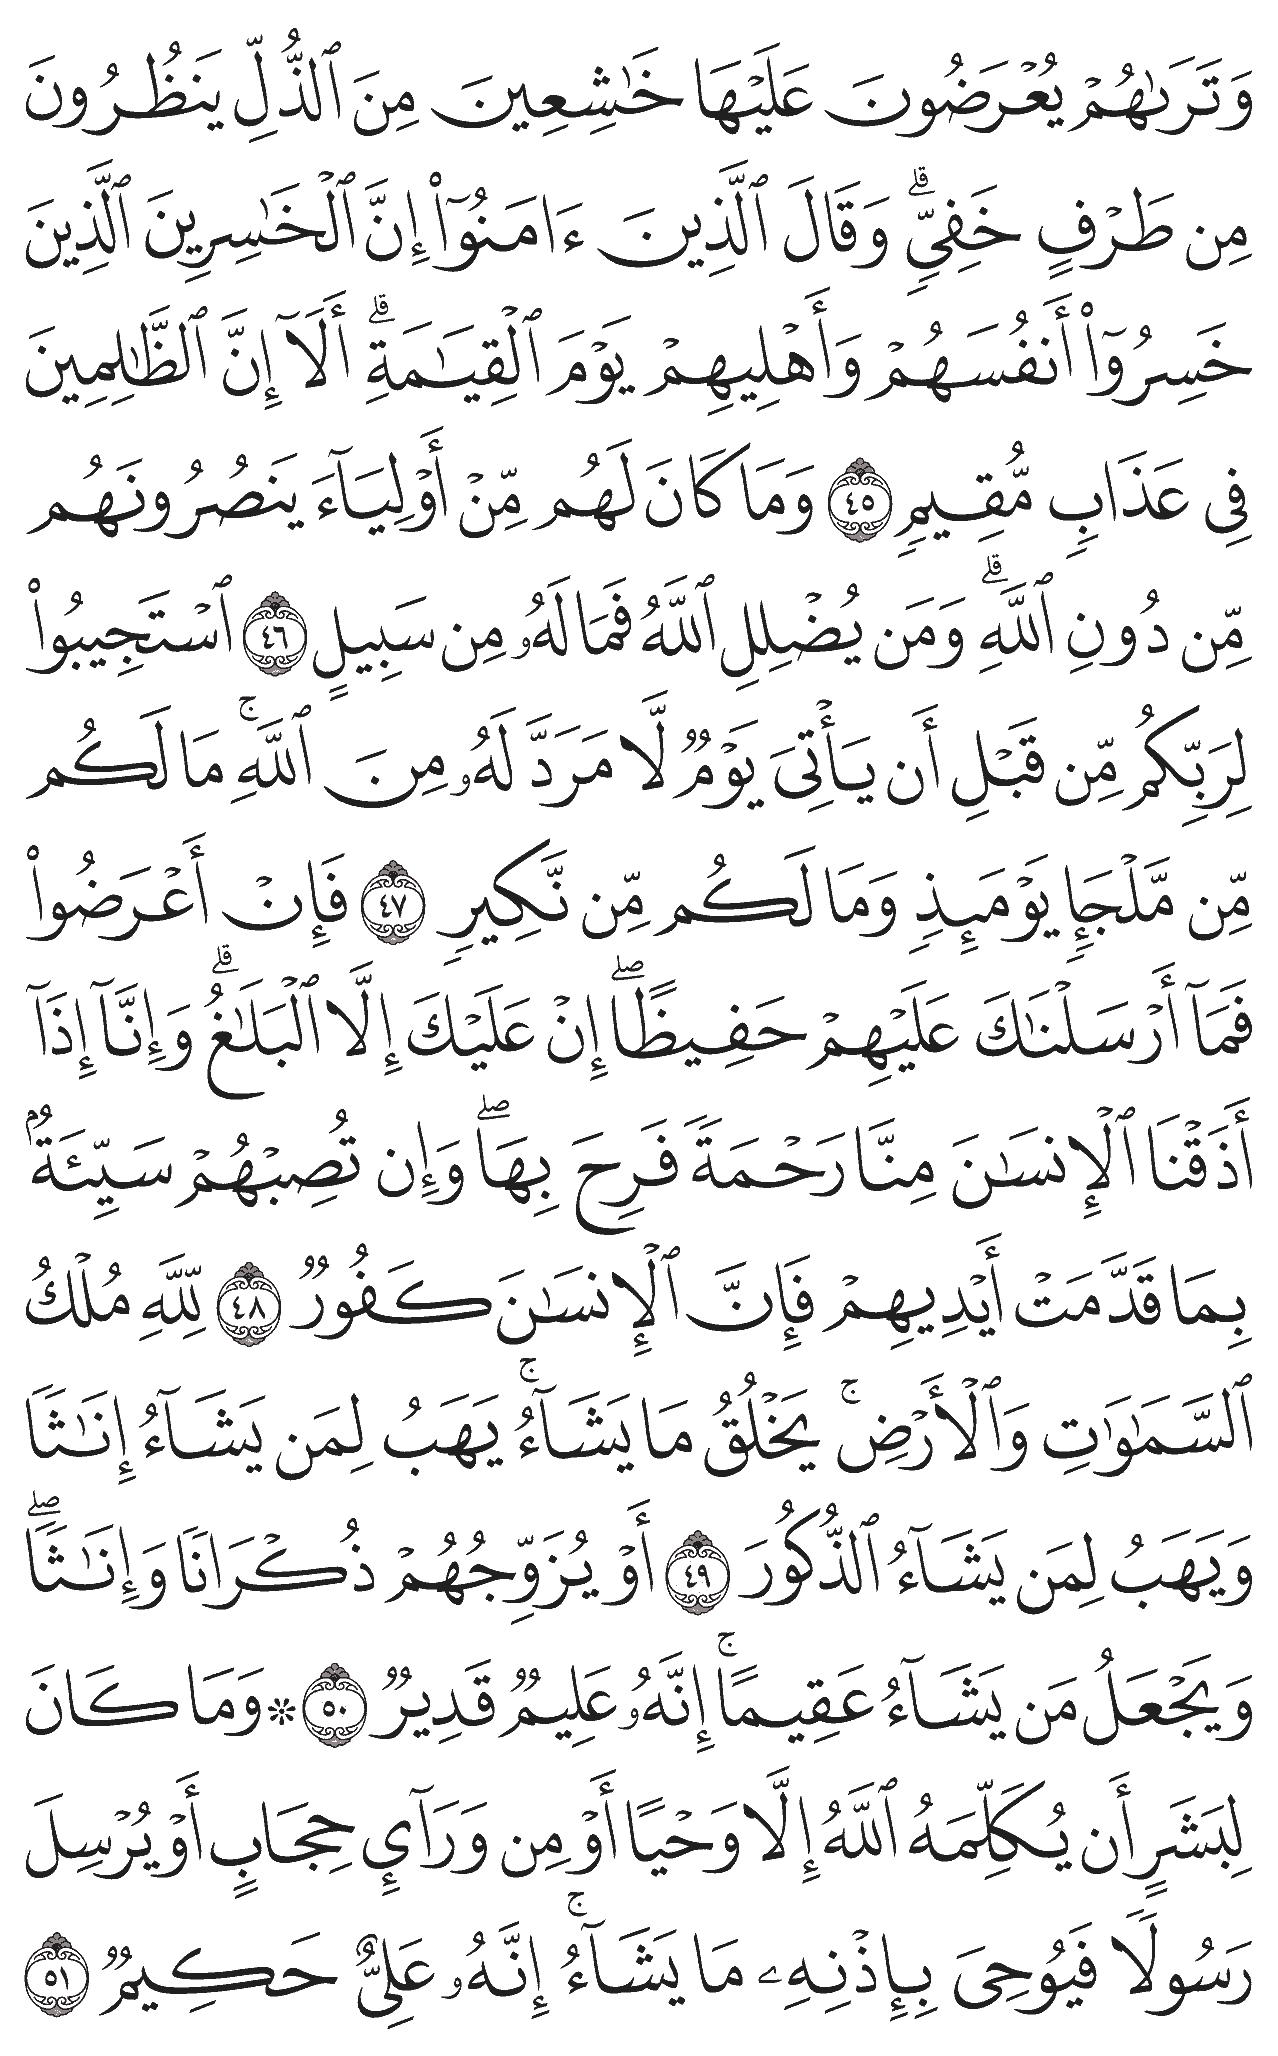 وَتَرَىٰهُمْ يُعْرَضُونَ عَلَيْهَا خَٰشِعِينَ مِنَ ٱلذُّلِّ يَنظُرُونَ
مِن طَرْفٍ خَفِىٍّۗ وَقَالَ ٱلَّذِينَ ءَامَنُوٓا۟ إِنَّ ٱلْخَٰسِرِينَ ٱلَّذِينَ
خَسِرُوٓا۟ أَنفُسَهُمْ وَأَهْلِيهِمْ يَوْمَ ٱلْقِيَٰمَةِۗ أَلَآ إِنَّ ٱلظَّٰلِمِينَ
فِى عَذَابٍ مُّقِيمٍ ٤٥ وَمَا كَانَ لَهُم مِّنْ أَوْلِيَآءَ يَنصُرُونَهُم
مِّن دُونِ ٱللَّهِۗ وَمَن يُضْلِلِ ٱللَّهُ فَمَا لَهُۥ مِن سَبِيلٍ ٤٦ ٱسْتَجِيبُوا۟
لِرَبِّكُم مِّن قَبْلِ أَن يَأْتِىَ يَوْمٌ لَّا مَرَدَّ لَهُۥ مِنَ ٱللَّهِۚ مَا لَكُم
مِّن مَّلْجَإٍ يَوْمَئِذٍ وَمَا لَكُم مِّن نَّكِيرٍ ٤٧ فَإِنْ أَعْرَضُوا۟
فَمَآ أَرْسَلْنَٰكَ عَلَيْهِمْ حَفِيظًاۖ إِنْ عَلَيْكَ إِلَّا ٱلْبَلَٰغُۗ وَإِنَّآ إِذَآ
أَذَقْنَا ٱلْإِنسَٰنَ مِنَّا رَحْمَةً فَرِحَ بِهَاۖ وَإِن تُصِبْهُمْ سَيِّئَةٌۢ
بِمَا قَدَّمَتْ أَيْدِيهِمْ فَإِنَّ ٱلْإِنسَٰنَ كَفُورٌ ٤٨ لِّلَّهِ مُلْكُ
ٱلسَّمَٰوَٰتِ وَٱلْأَرْضِۚ يَخْلُقُ مَا يَشَآءُۚ يَهَبُ لِمَن يَشَآءُ إِنَٰثًا
وَيَهَبُ لِمَن يَشَآءُ ٱلذُّكُورَ ٤٩ أَوْ يُزَوِّجُهُمْ ذُكْرَانًا وَإِنَٰثًاۖ
وَيَجْعَلُ مَن يَشَآءُ عَقِيمًاۚ إِنَّهُۥ عَلِيمٌ قَدِيرٌ ٥٠ ۞ وَمَا كَانَ
لِبَشَرٍ أَن يُكَلِّمَهُ ٱللَّهُ إِلَّا وَحْيًا أَوْ مِن وَرَآئِ حِجَابٍ أَوْ يُرْسِلَ
رَسُولًا فَيُوحِىَ بِإِذْنِهِۦ مَا يَشَآءُۚ إِنَّهُۥ عَلِىٌّ حَكِيمٌ ٥١